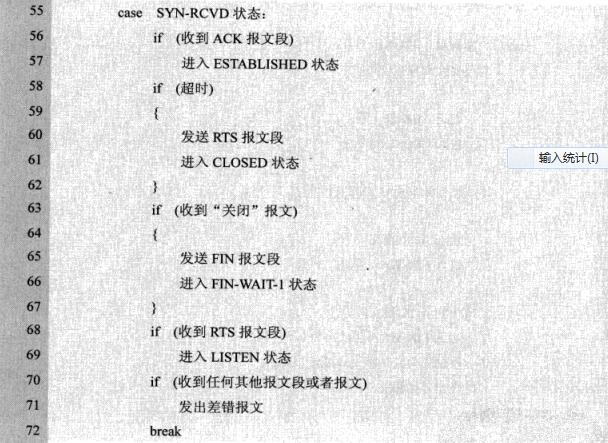 55 case SYN-RCVD 状态：
56 if (收到 ACK 报文段)
57 进入 ESTABLISHED 状态
58 if (超时)
59 {
60 发送 RTS 报文段
61 进入 CLOSED 状态
输入统计(I)
62 }
63 if (收到“关闭”报文)
64 {
65 发送 FIN 报文段
66 进入 FIN-WAIT-1 状态
67 }
68 if (收到 RTS 报文段)
69 进入 LISTEN 状态
70 if (收到任何其他报文段或者报文)
71 发出差错报文
72 break